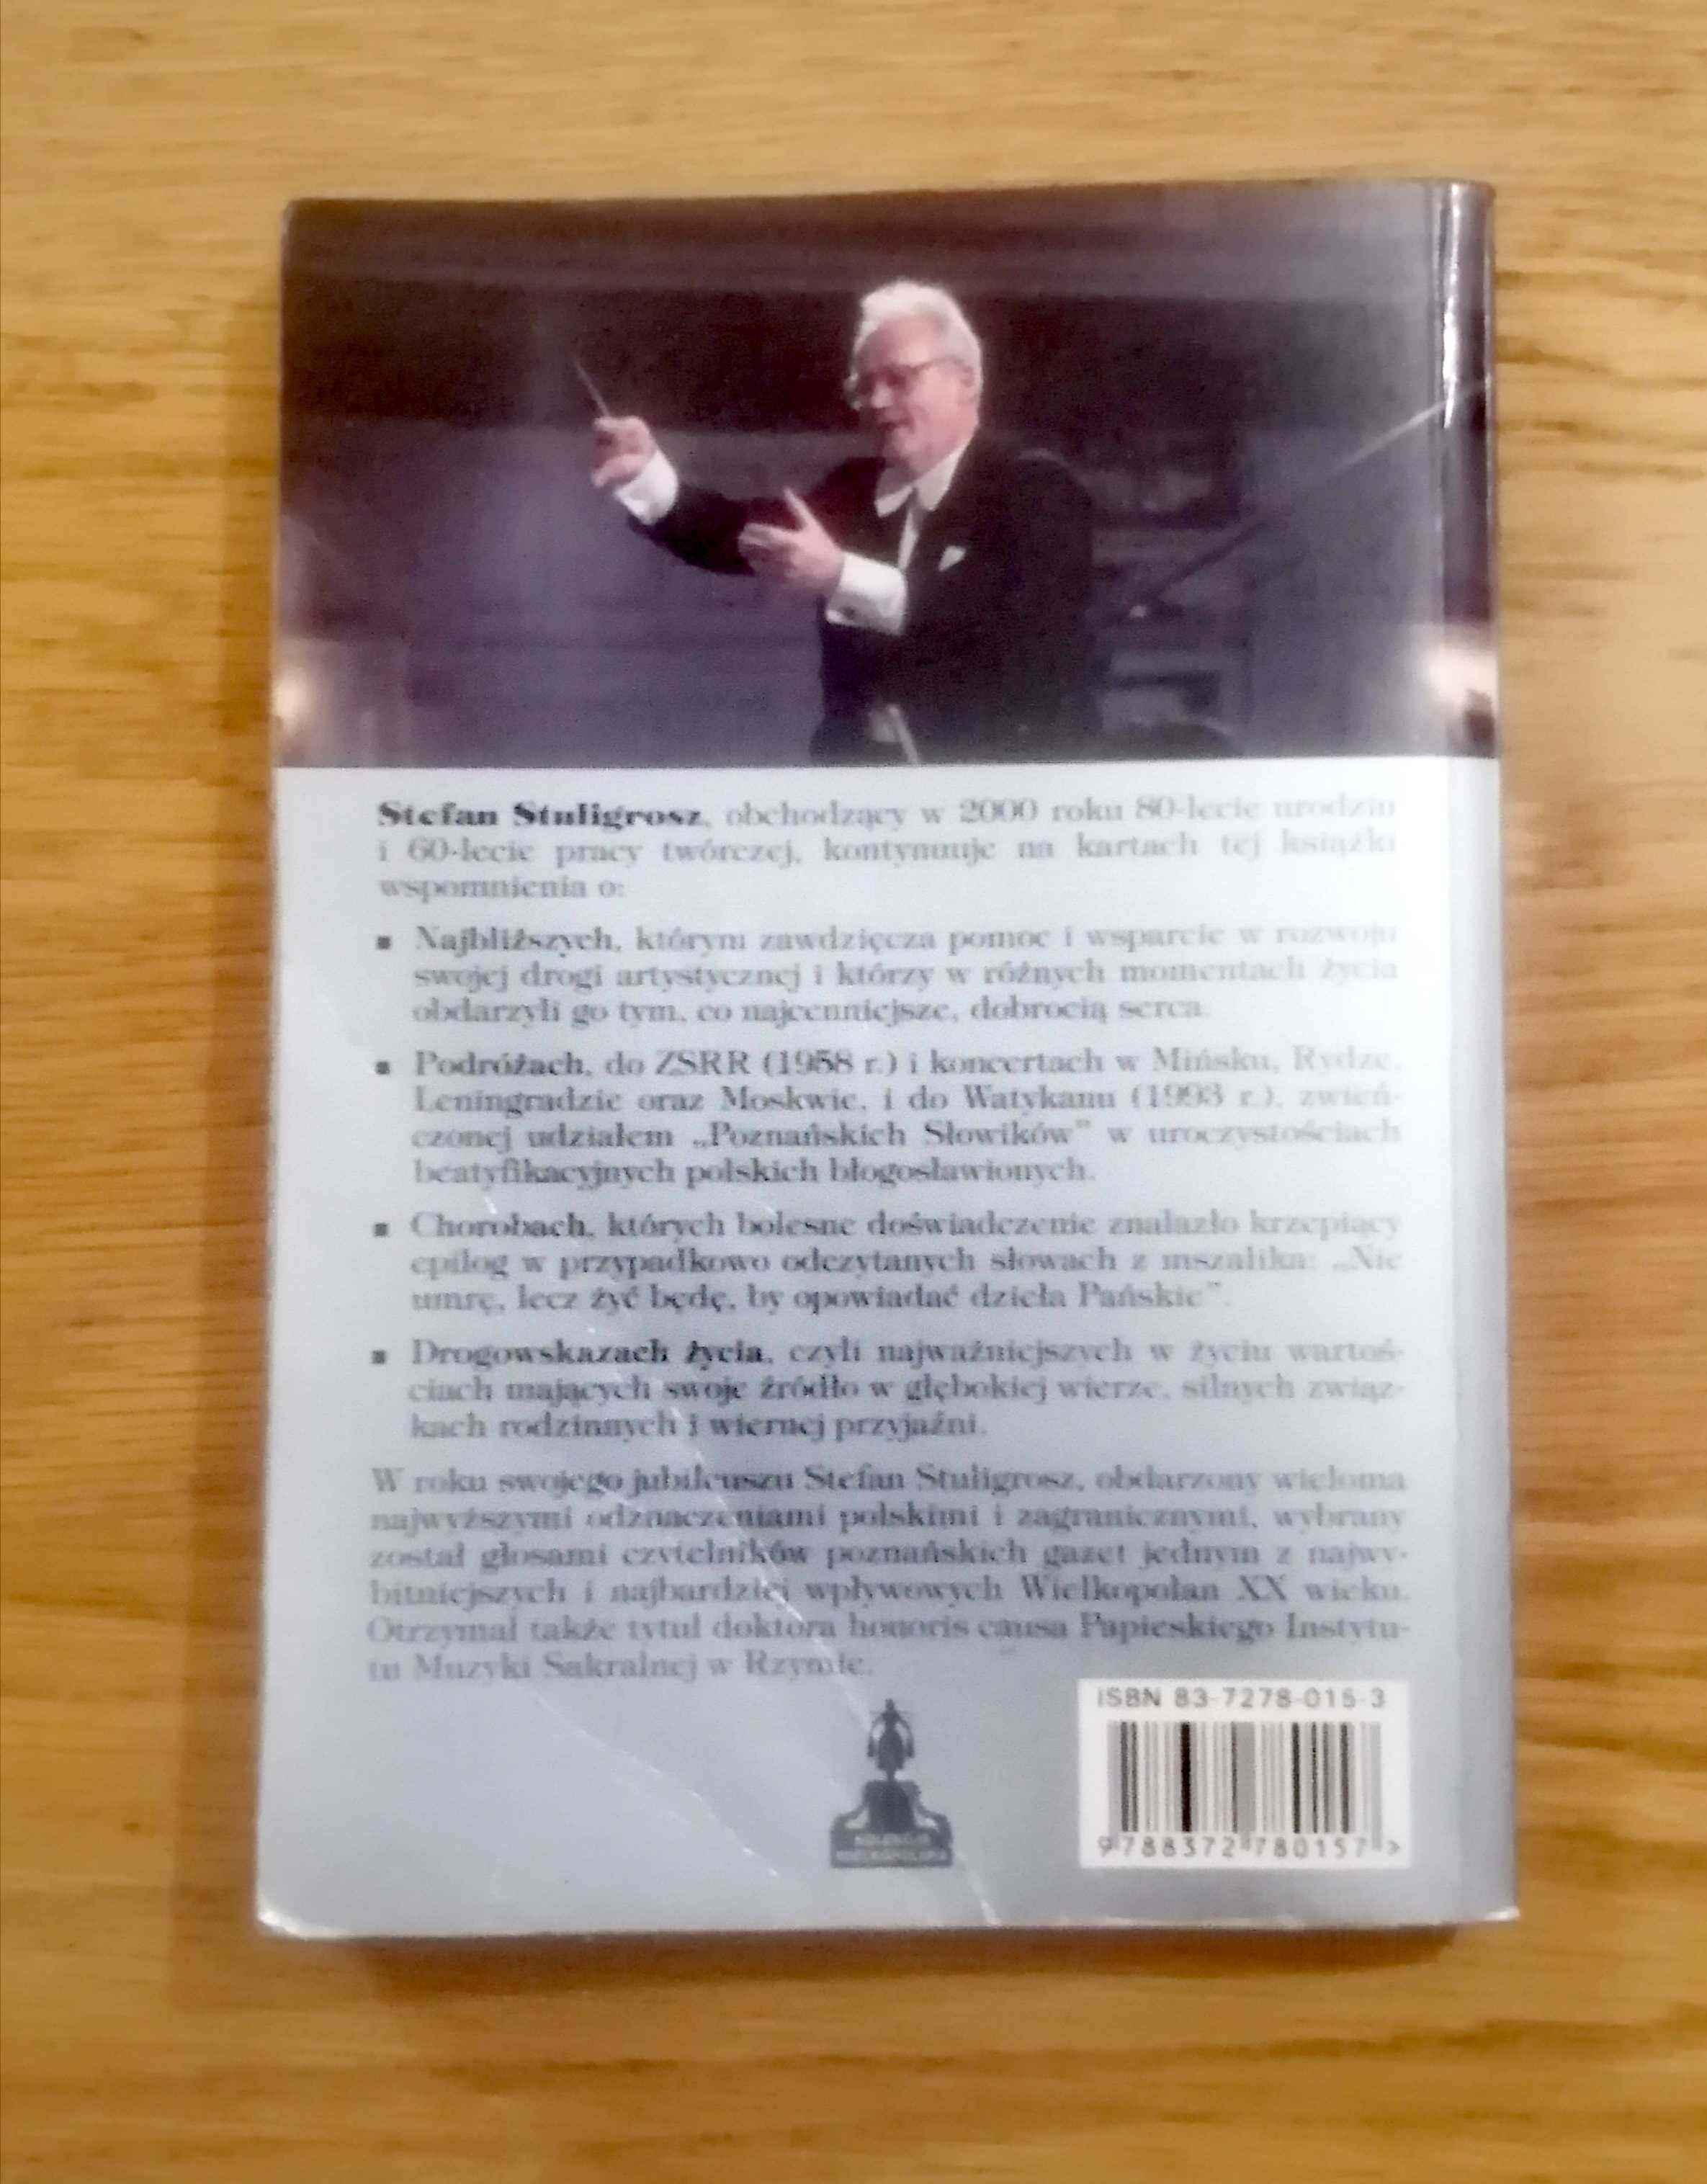 Stefan Stuligrosz, obchodzący w 2000 roku 80-lecie urodzin
i 60-lecie pracy twórczej, kontynuuje na kartach tej książki
wspomnienia o:
▪ Najbliższych, którym zawdzięcza pomoc i wsparcie w rozwoju
swojej drogi artystycznej i którzy w różnych momentach życia
obdarzyli go tym, co najcenniejsze, dobrocią serca.
▪ Podróżach, do ZSRR (1958 r.) i koncertach w Mińsku, Rydze,
Leningradzie oraz Moskwie, i do Watykanu (1993 r.), zwień-
czonej udziałem „Poznańskich Słowików” w uroczystościach
beatyfikacyjnych polskich błogosławionych.
▪ Chorobach, których bolesne doświadczenie znalazło krzepiący
epilog w przypadkowo odczytanych słowach z mszalika: „Nie
umrę, lecz żyć będę, by opowiadać dzieła Pańskie”.
▪ Drogowskazach życia, czyli najważniejszych w życiu wartoś-
ciach mających swoje źródło w głębokiej wierze, silnych związ-
kach rodzinnych i wiernej przyjaźni.
W roku swojego jubileuszu Stefan Stuligrosz, obdarzony wieloma
najwyższymi odznaczeniami polskimi i zagranicznymi, wybrany
został głosami czytelników poznańskich gazet jednym z najwy-
bitniejszych i najbardziej wpływowych Wielkopolan XX wieku.
Otrzymał także tytuł doktora honoris causa Papieskiego Instytu-
tu Muzyki Sakralnej w Rzymie.
ISBN 83-7278-015-3
9 788372 780157 >